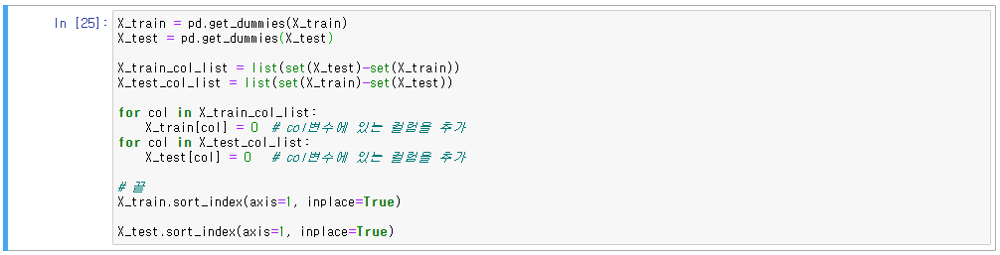 In [25]: X_train = pd.get_dummies(X_train)
X_test = pd.get_dummies(X_test)
X_train_col_list = list(set(X_test)-set(X_train))
X_test_col_list = list(set(X_train)-set(X_test))
for col in X_train_col_list:
X_train[col] = 0 # col변수에 있는 컬럼을 추가
for col in X_test_col_list:
X_test[col] = 0 # col변수에 있는 컬럼을 추가
# 끝
X_train.sort_index(axis=1, inplace=True)
X_test.sort_index(axis=1, inplace=True)